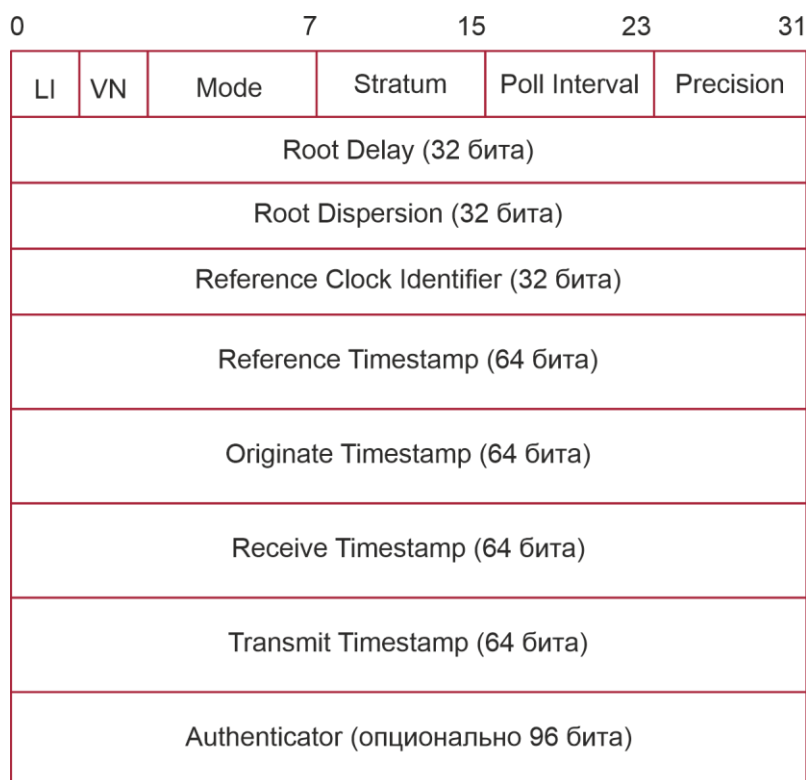 0 7 15 23 31
LI VN Mode Stratum Poll Interval Precision
Root Delay (32 бита)
Root Dispersion (32 бита)
Reference Clock Identifier (32 бита)
Reference Timestamp (64 бита)
Originate Timestamp (64 бита)
Receive Timestamp (64 бита)
Transmit Timestamp (64 бита)
Authenticator (опционально 96 бита)